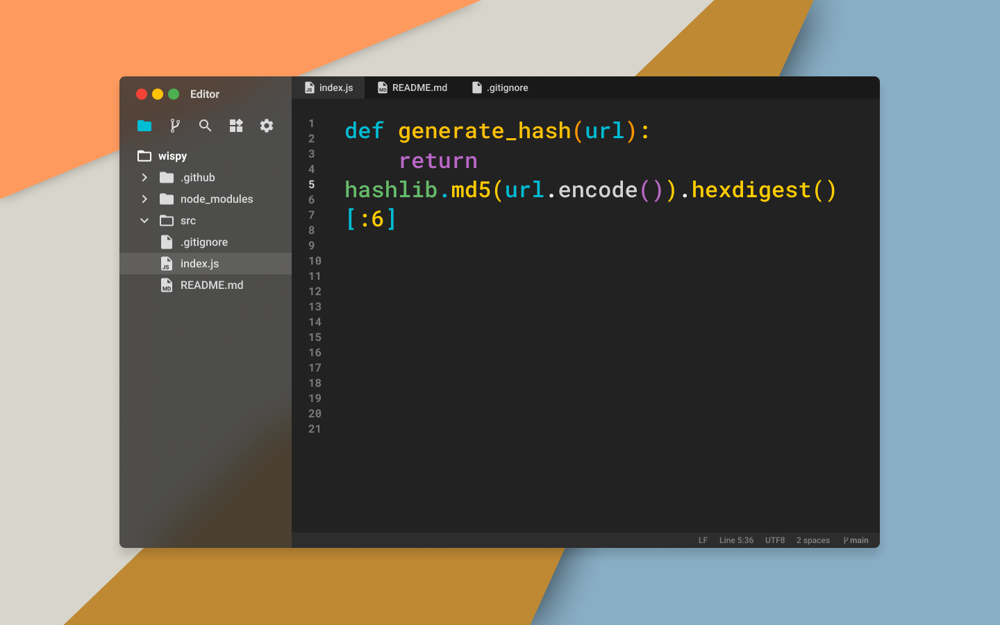 Editor
index.js
README.md
.gitignore
wispy
.github
node_modules
src
.gitignore
JS index.js
MD README.md
1
2
3
4
5
6
7
8
9
10
11
12
13
14
15
16
17
18
19
20
21
def generate_hash(url):
    return
hashlib.md5(url.encode()).hexdigest()
[:6]
LF Line 5:36 UTF8 2 spaces main